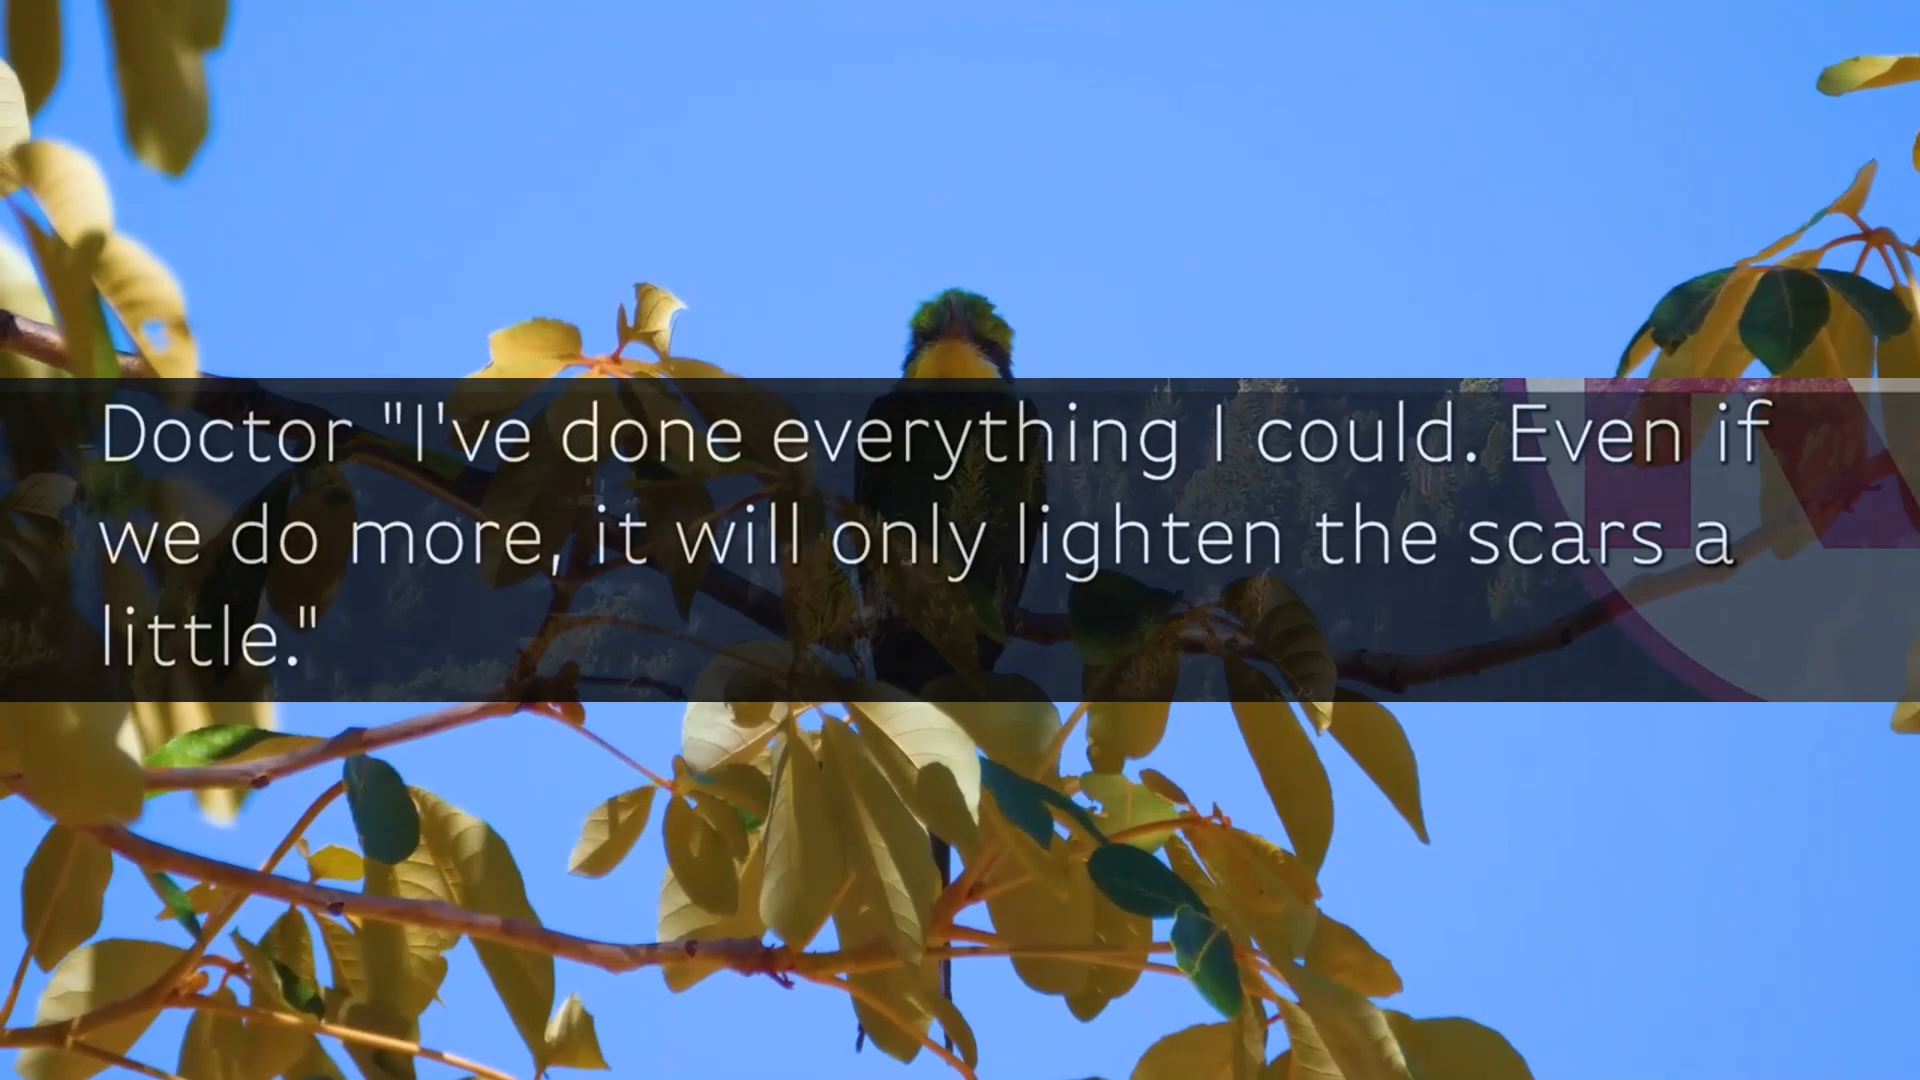 Doctor "I've done everything I could. Even if
we do more, it will only lighten the scars a
little."